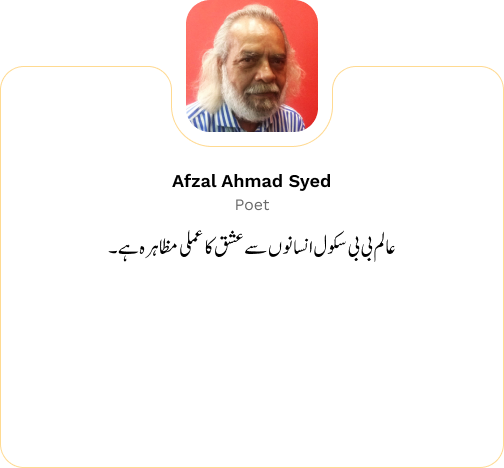 Afzal Ahmad Syed
Poet
عالم بی بی سکول انسانوں سے عشق کا عملی مظاہرہ ہے۔